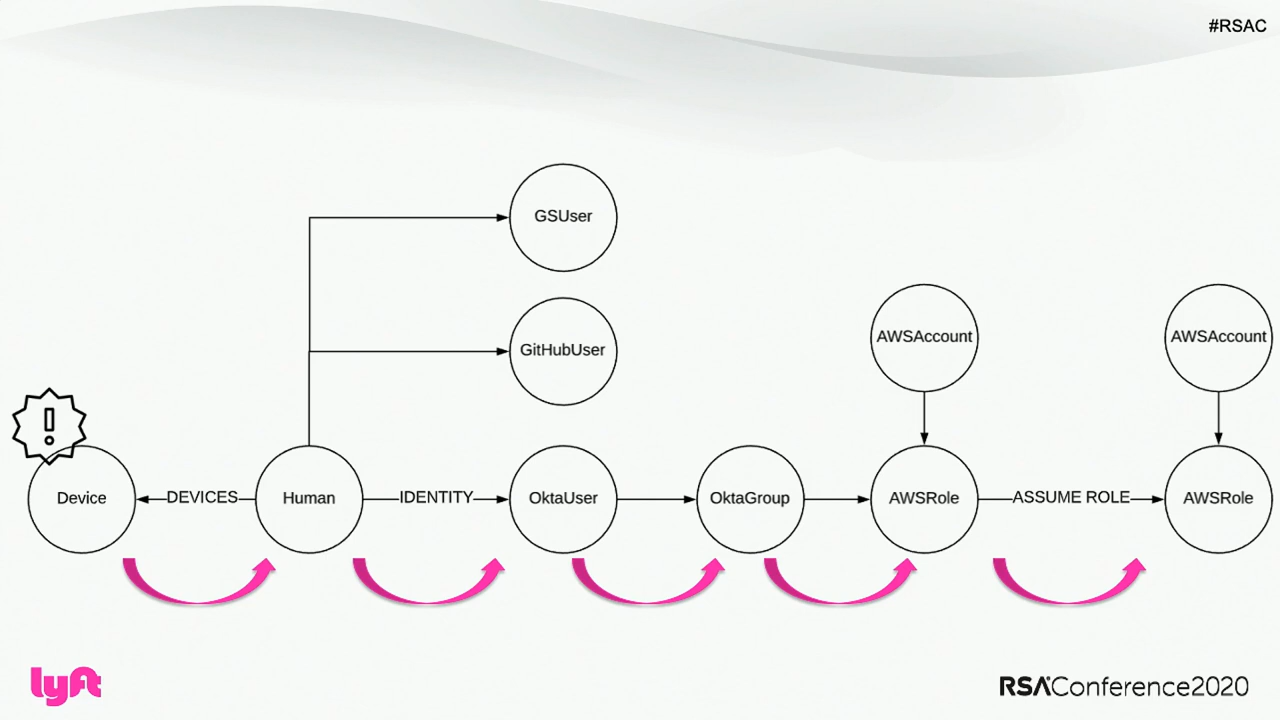 #RSAC
GSUser
GitHubUser
AWSAccount
AWSAccount
!
Device
DEVICES
Human
IDENTITY
OktaUser
OktaGroup
AWSRole
ASSUME ROLE
AWSRole
lyft
RSAConference2020